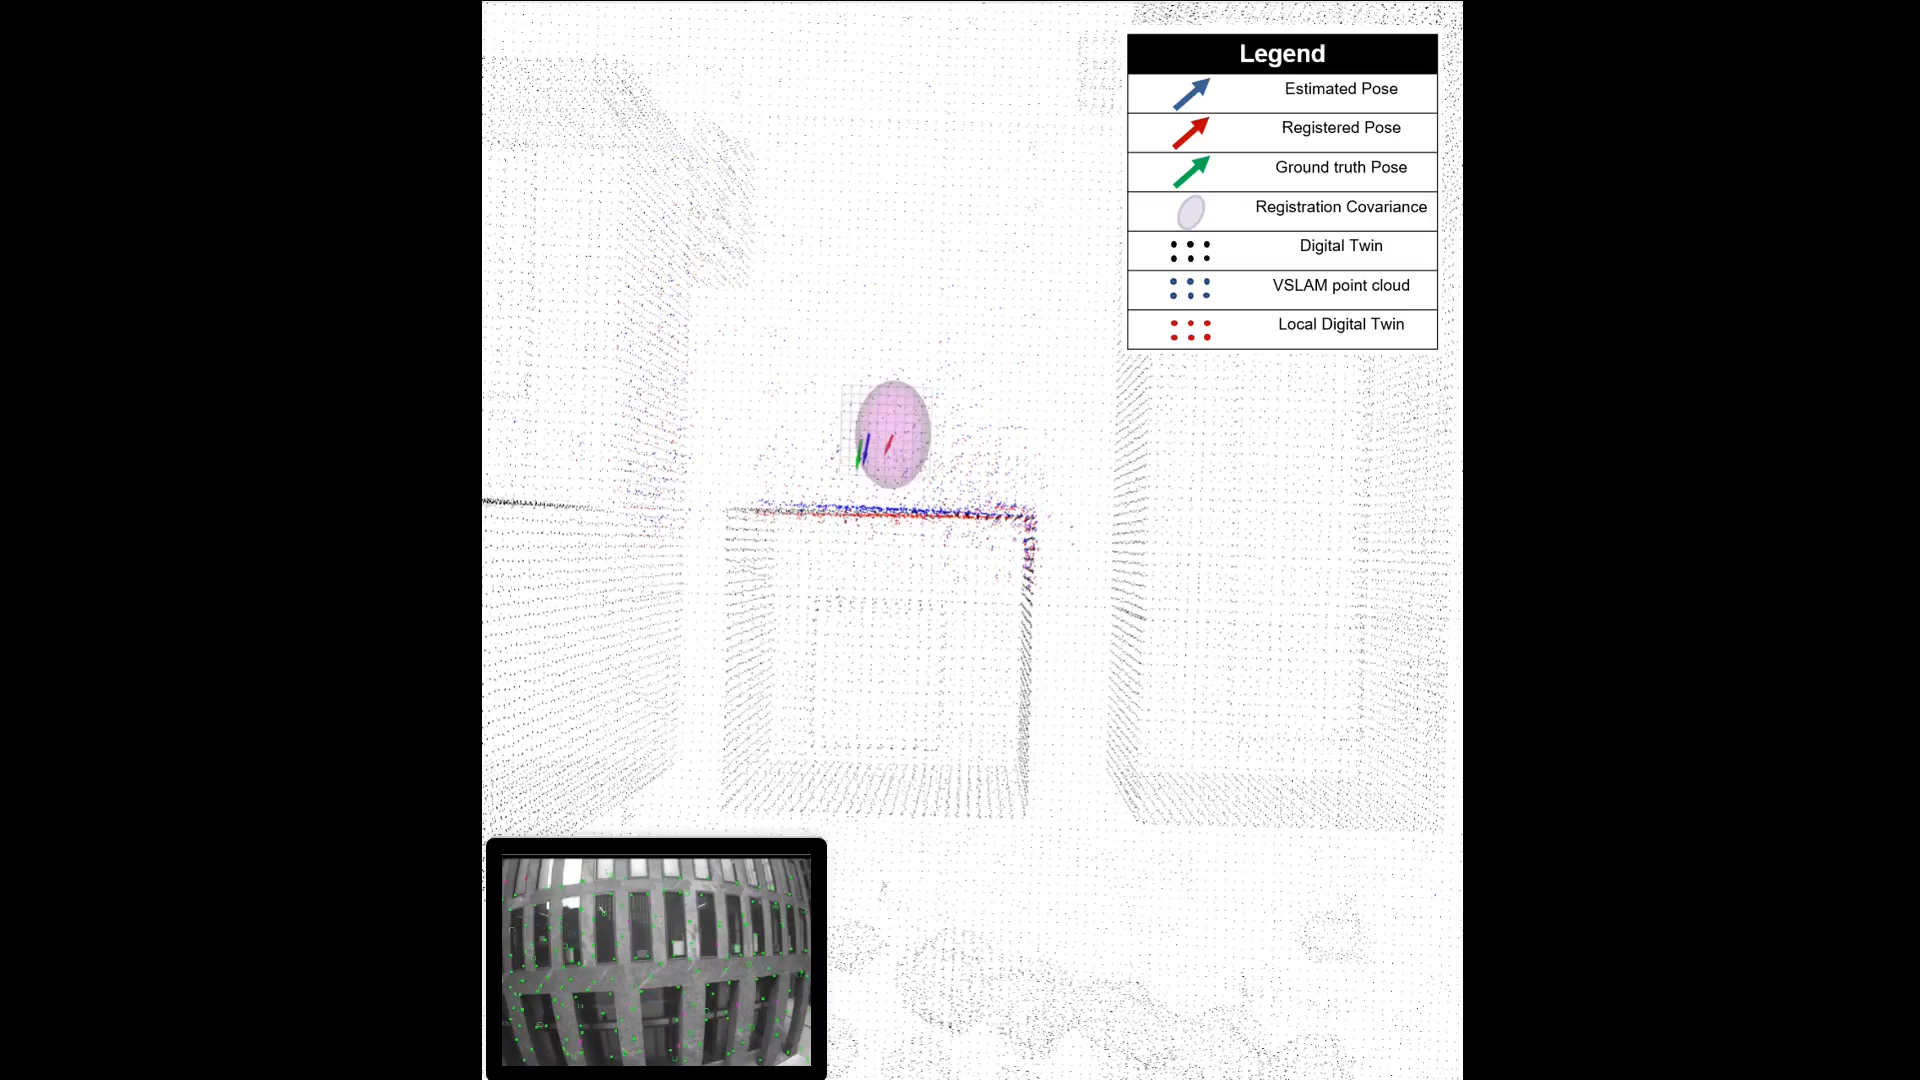 Legend
Estimated Pose
Registered Pose
Ground truth Pose
Registration Covariance
Digital Twin
VSLAM point cloud
Local Digital Twin